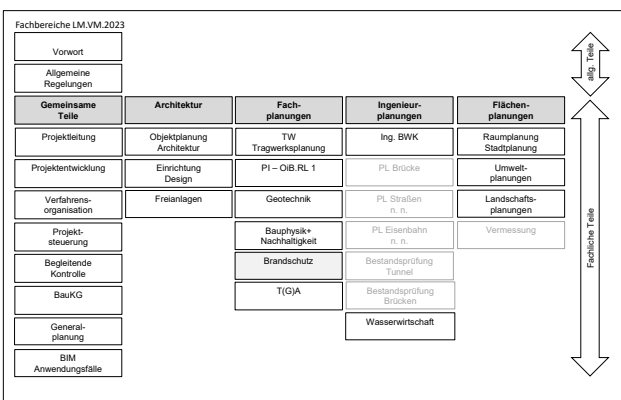 Fachbereiche LM.VM.2023
Vorwort
Allgemeine
Regelungen
allg. Teile
Gemeinsame
Teile
Projektleitung
Projektentwicklung
Verfahrens-
organisation
Projekt-
steuerung
Begleitende
Kontrolle
BauKG
General-
planung
BIM
Anwendungsfälle
Architektur
Objektplanung
Architektur
Einrichtung
Design
Freianlagen
Fach-
planungen
TW
Tragwerksplanung
PI – OiB.RL 1
Geotechnik
Bauphysik+
Nachhaltigkeit
Brandschutz
T(G)A
Ingenieur-
planungen
Ing. BWK
PL Brücke
PL Straßen
n. n.
PL Eisenbahn
n. n.
Bestandsprüfung
Tunnel
Bestandsprüfung
Brücken
Wasserwirtschaft
Flächen-
planungen
Raumplanung
Stadtplanung
Umwelt-
planungen
Landschafts-
planungen
Vermessung
Fachliche Teile